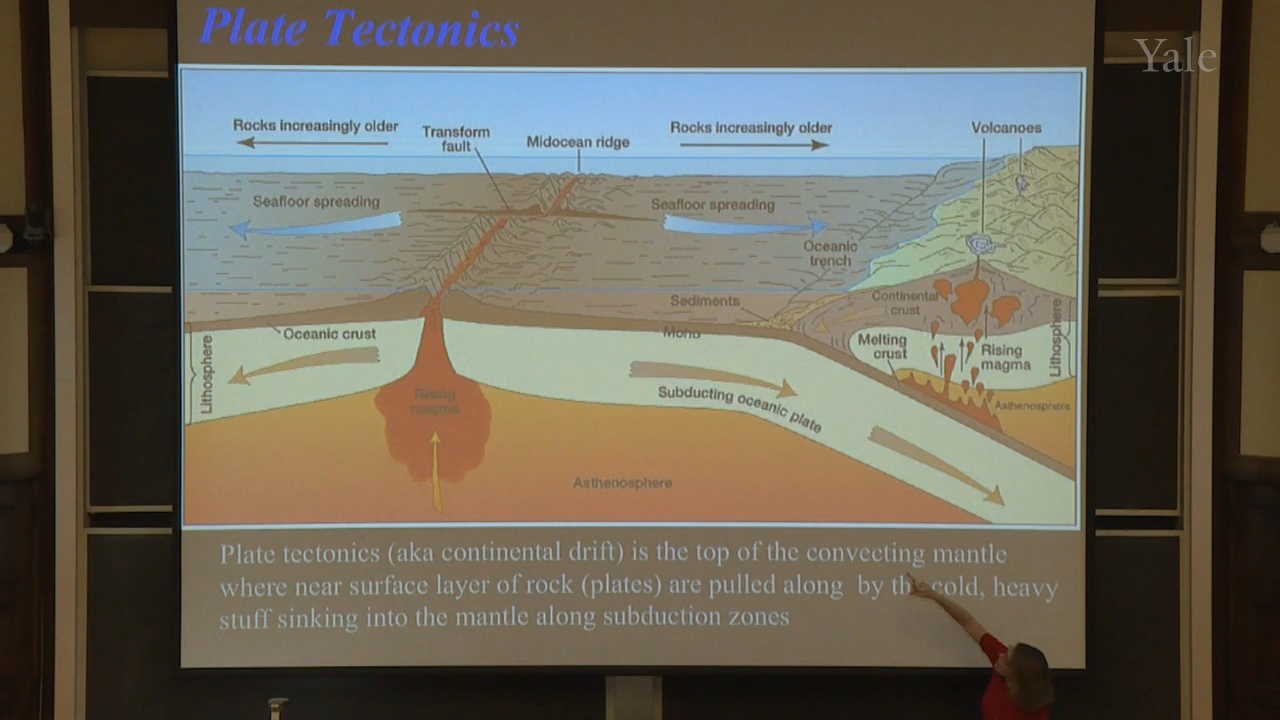 Plate Tectonics
Yale
Rocks increasingly older
Transform
fault
Midocean ridge
Rocks increasingly older
Volcanoes
Seafloor spreading
Seafloor spreading
Oceanic
trench
Sediments
Continental
crust
Oceanic crust
Moho
Melting
crust
Rising
magma
Lithosphere
Lithosphere
Rising
magma
Subducting oceanic plate
Asthenosphere
Asthenosphere
Plate tectonics (aka continental drift) is the top of the convecting mantle
where near surface layer of rock (plates) are pulled along by the cold, heavy
stuff sinking into the mantle along subduction zones